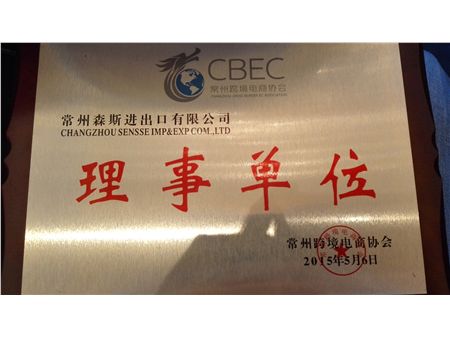 CBEC
常州跨境电商协会
常州森斯进出口有限公司
CHANGZHOU SENSSE IMP&EXP COM.,LTD
理事单位
常州跨境电商协会
2015年5月6日